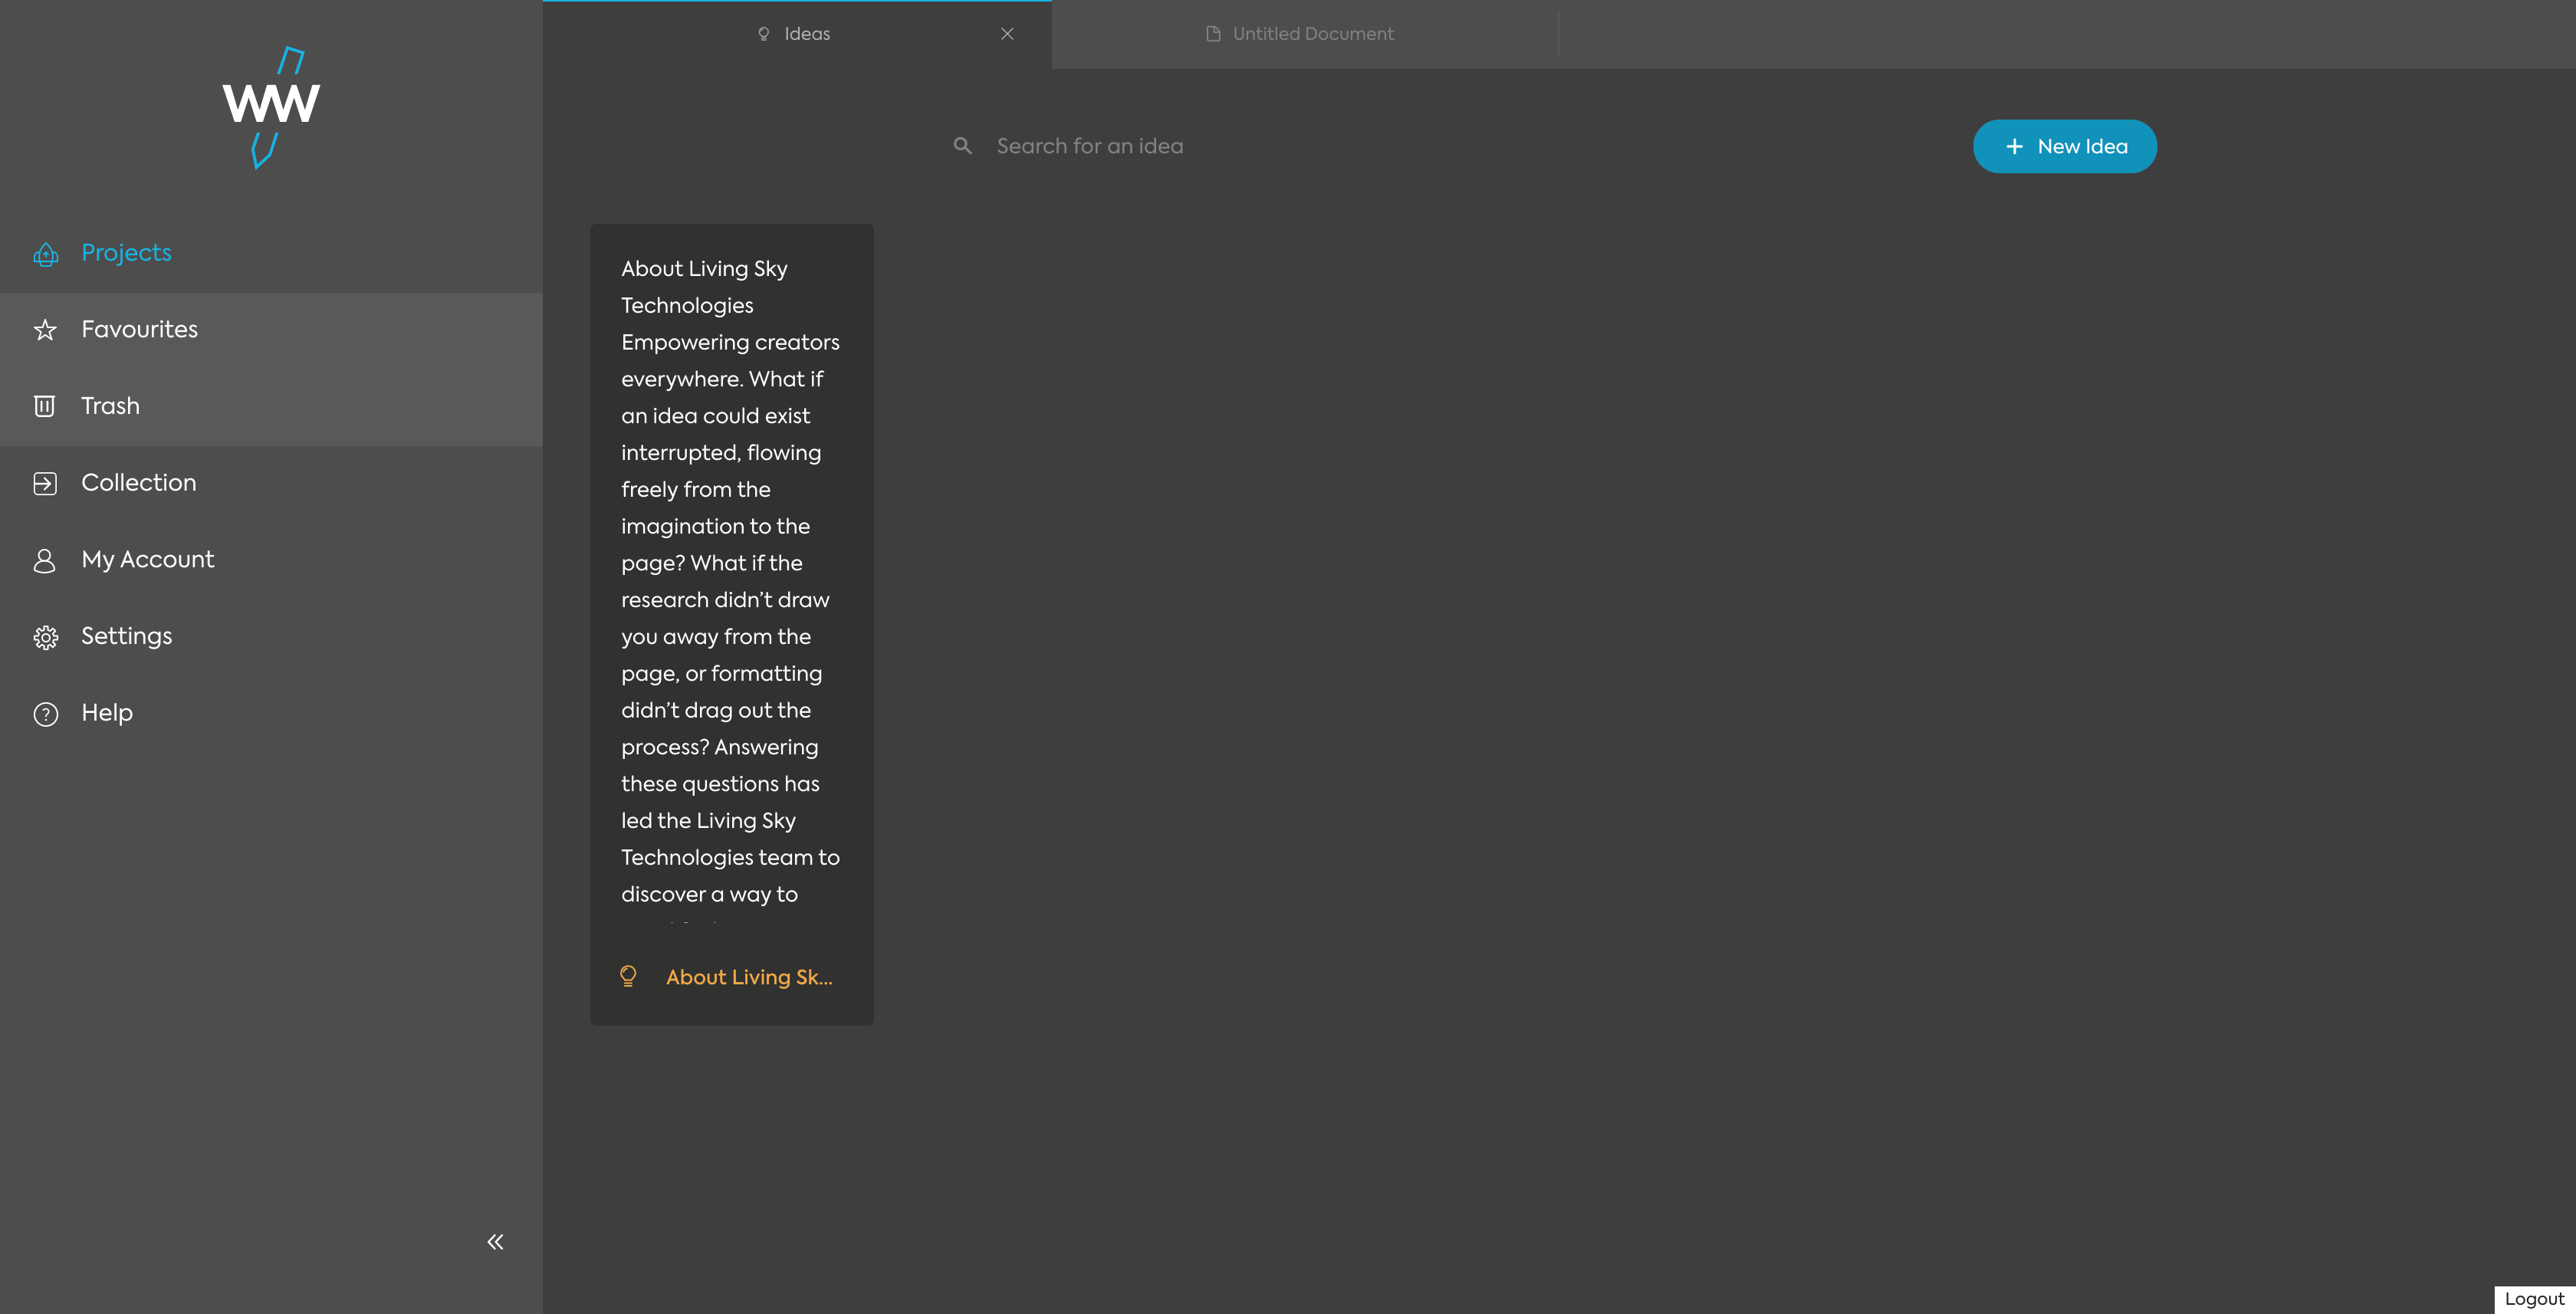 WW
Projects
Favourites
Trash
Collection
My Account
Settings
Help
Ideas
Untitled Document
Search for an idea
New Idea
About Living Sky
Technologies
Empowering creators
everywhere. What if
an idea could exist
interrupted, flowing
freely from the
imagination to the
page? What if the
research didn’t draw
you away from the
page, or formatting
didn’t drag out the
process? Answering
these questions has
led the Living Sky
Technologies team to
discover a way to
About Living Sk...
Logout